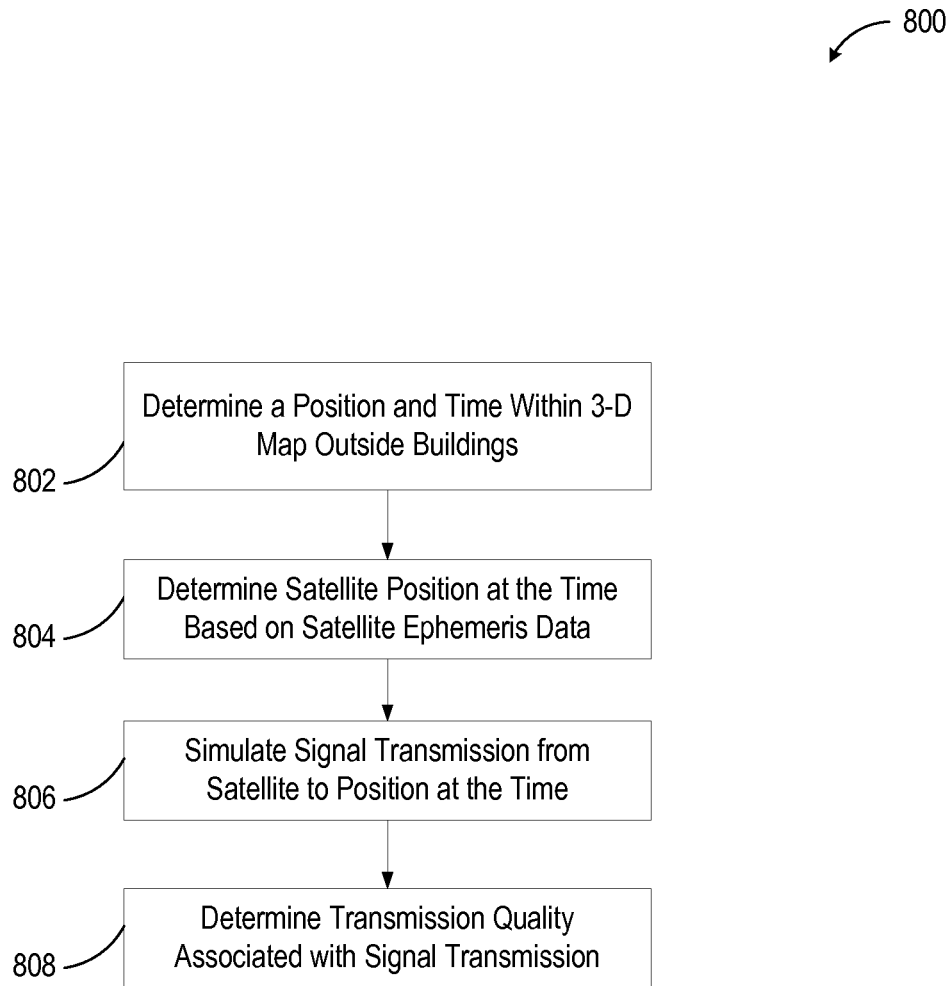 800
Determine a Position and Time Within 3-D
Map Outside Buildings
802
Determine Satellite Position at the Time
Based on Satellite Ephemeris Data
804
Simulate Signal Transmission from
Satellite to Position at the Time
806
Determine Transmission Quality
Associated with Signal Transmission
808